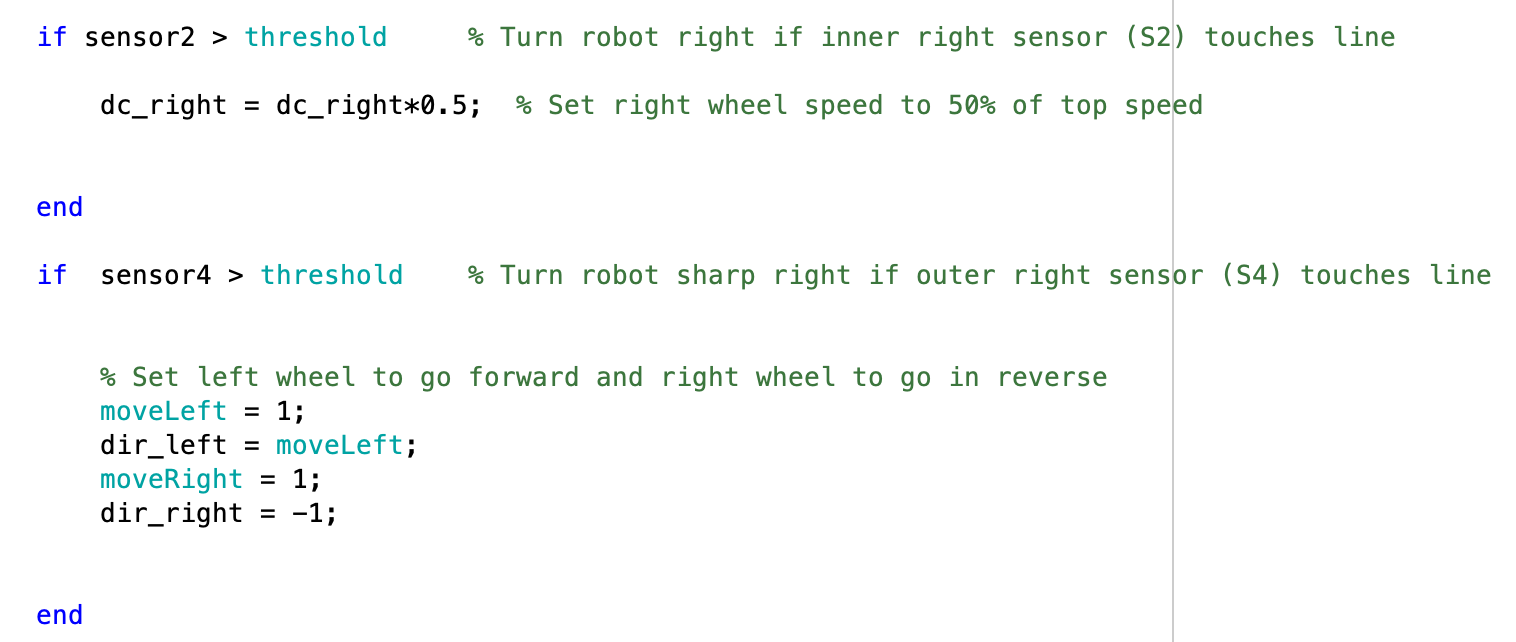 if sensor2 > threshold     % Turn robot right if inner right sensor (S2) touches line
    dc_right = dc_right*0.5;  % Set right wheel speed to 50% of top speed
end
if  sensor4 > threshold    % Turn robot sharp right if outer right sensor (S4) touches line
    % Set left wheel to go forward and right wheel to go in reverse
    moveLeft = 1;
    dir_left = moveLeft;
    moveRight = 1;
    dir_right = -1;
end